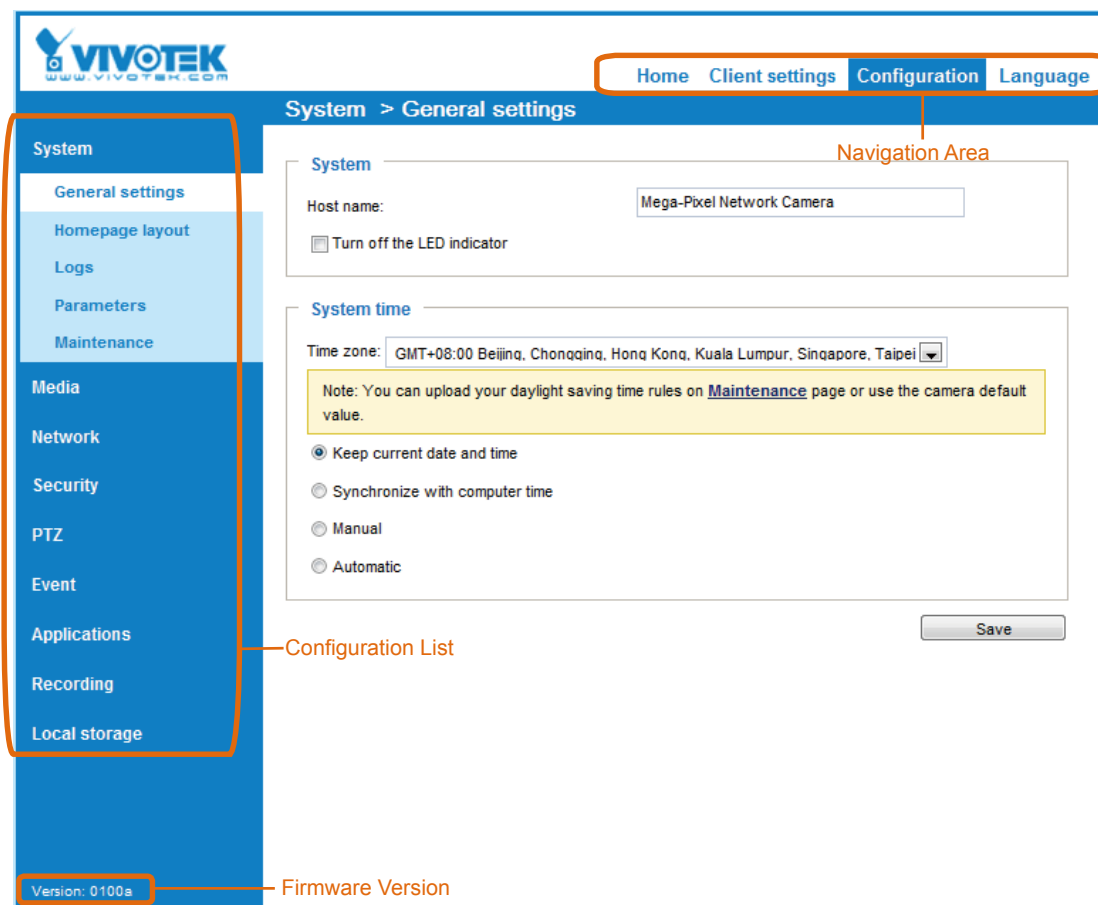 VIVOTEK
WWW.VIVOTEK.COM
Home Client settings Configuration Language
System > General settings
Navigation Area
System
General settings
Homepage layout
Logs
Parameters
Maintenance
Media
Network
Security
PTZ
Event
Applications
Recording
Local storage
Configuration List
Version: 0100a
Firmware Version
System
Host name: Mega-Pixel Network Camera
Turn off the LED indicator
System time
Time zone: GMT+08:00 Beijing, Chongqing, Hong Kong, Kuala Lumpur, Singapore, Taipei
Note: You can upload your daylight saving time rules on Maintenance page or use the camera default
value.
Keep current date and time
Synchronize with computer time
Manual
Automatic
Save